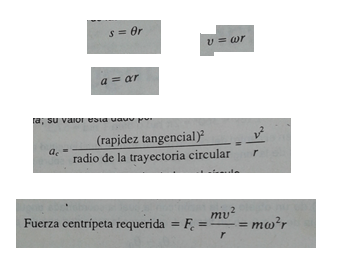 s = θr
v = ωr
a = αr
ta; su valor está dado por
a_c = (rapidez tangencial)² / radio de la trayectoria circular = v² / r
Fuerza centrípeta requerida = F_c = mv² / r = mω²r